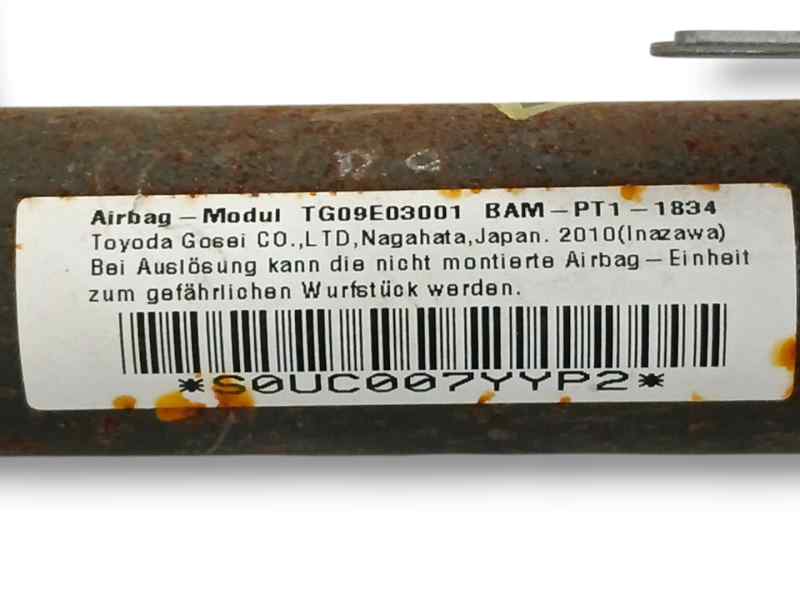 D G
Airbag – Modul TG09E03001 BAM – PT1 – 1834
Toyoda Gosei CO.,LTD,Nagahata,Japan. 2010(Inazawa)
Bei Auslösung kann die nicht montierte Airbag – Einheit
zum gefährlichen Wurfstück werden.
*S0UC007YYP2*